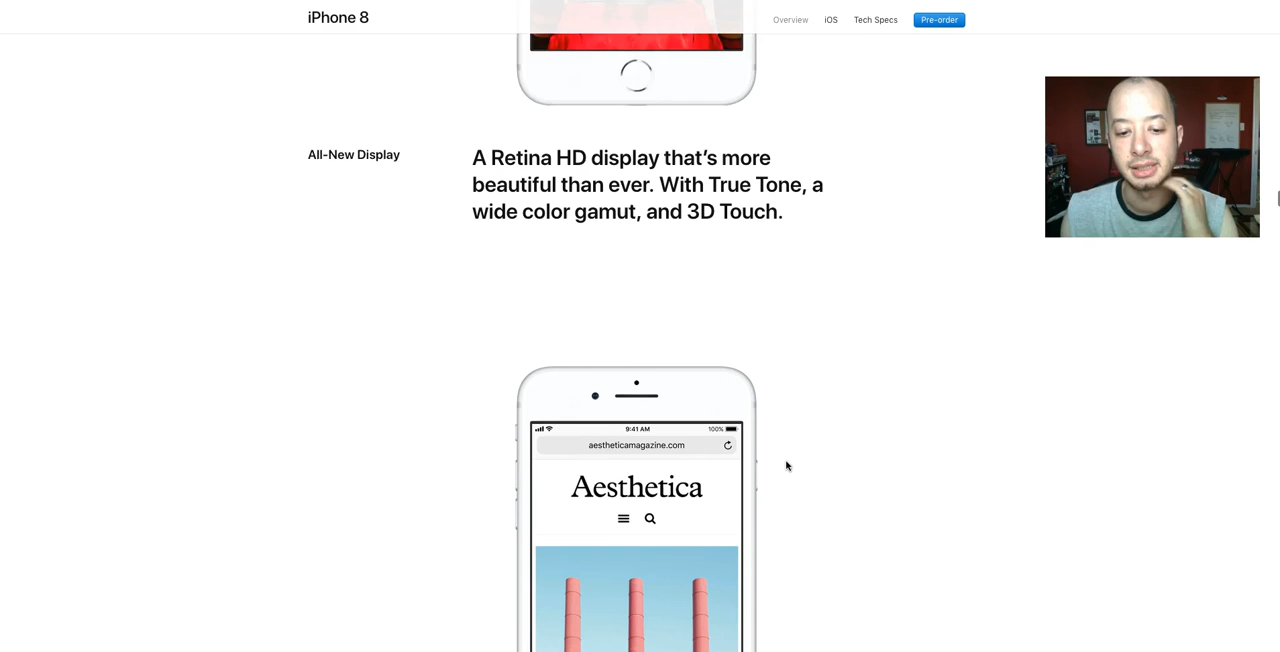 iPhone 8
Overview iOS Tech Specs Pre-order
All-New Display
A Retina HD display that’s more
beautiful than ever. With True Tone, a
wide color gamut, and 3D Touch.
9:41 AM 100%
aestheticamagazine.com
Aesthetica